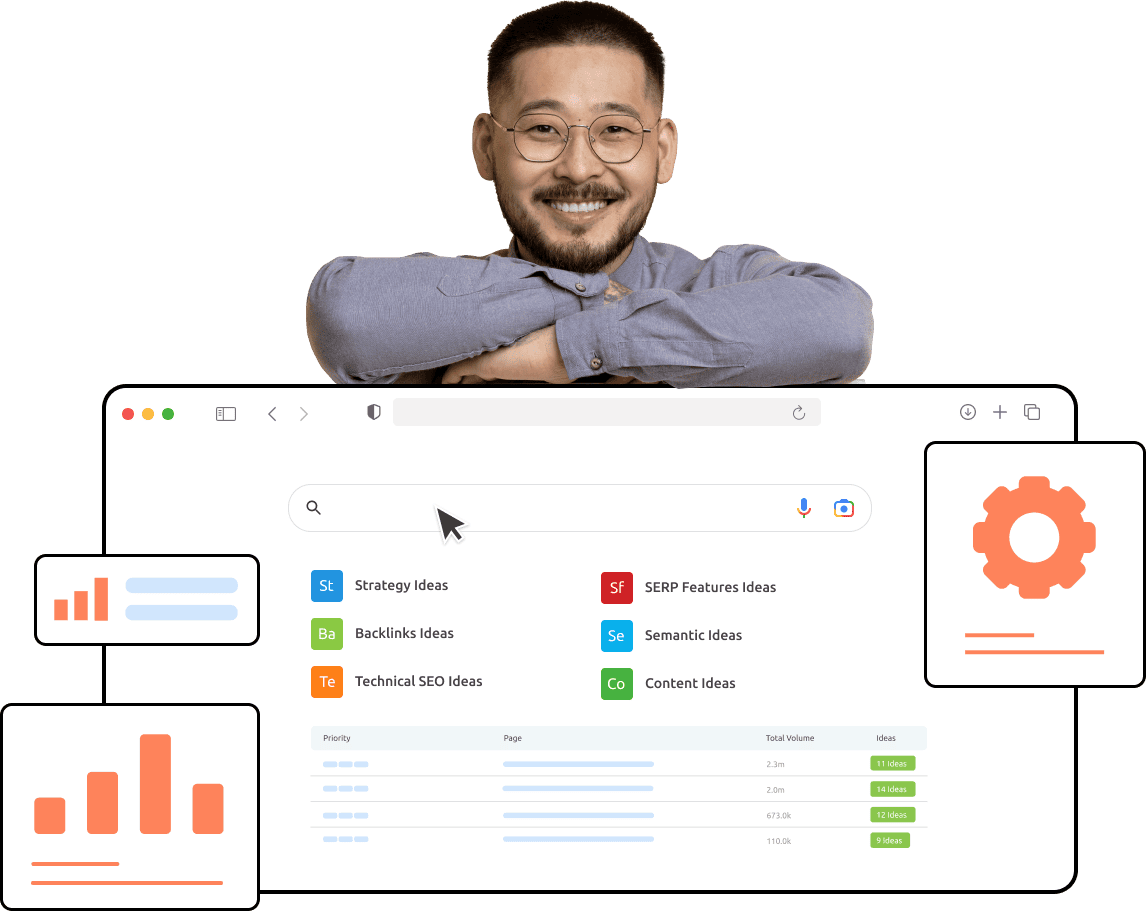 St Strategy Ideas
Sf SERP Features Ideas
Ba Backlinks Ideas
Se Semantic Ideas
Te Technical SEO Ideas
Co Content Ideas
Priority Page Total Volume Ideas
2.3m 11 Ideas
2.0m 14 Ideas
673.0k 12 Ideas
110.0k 9 Ideas